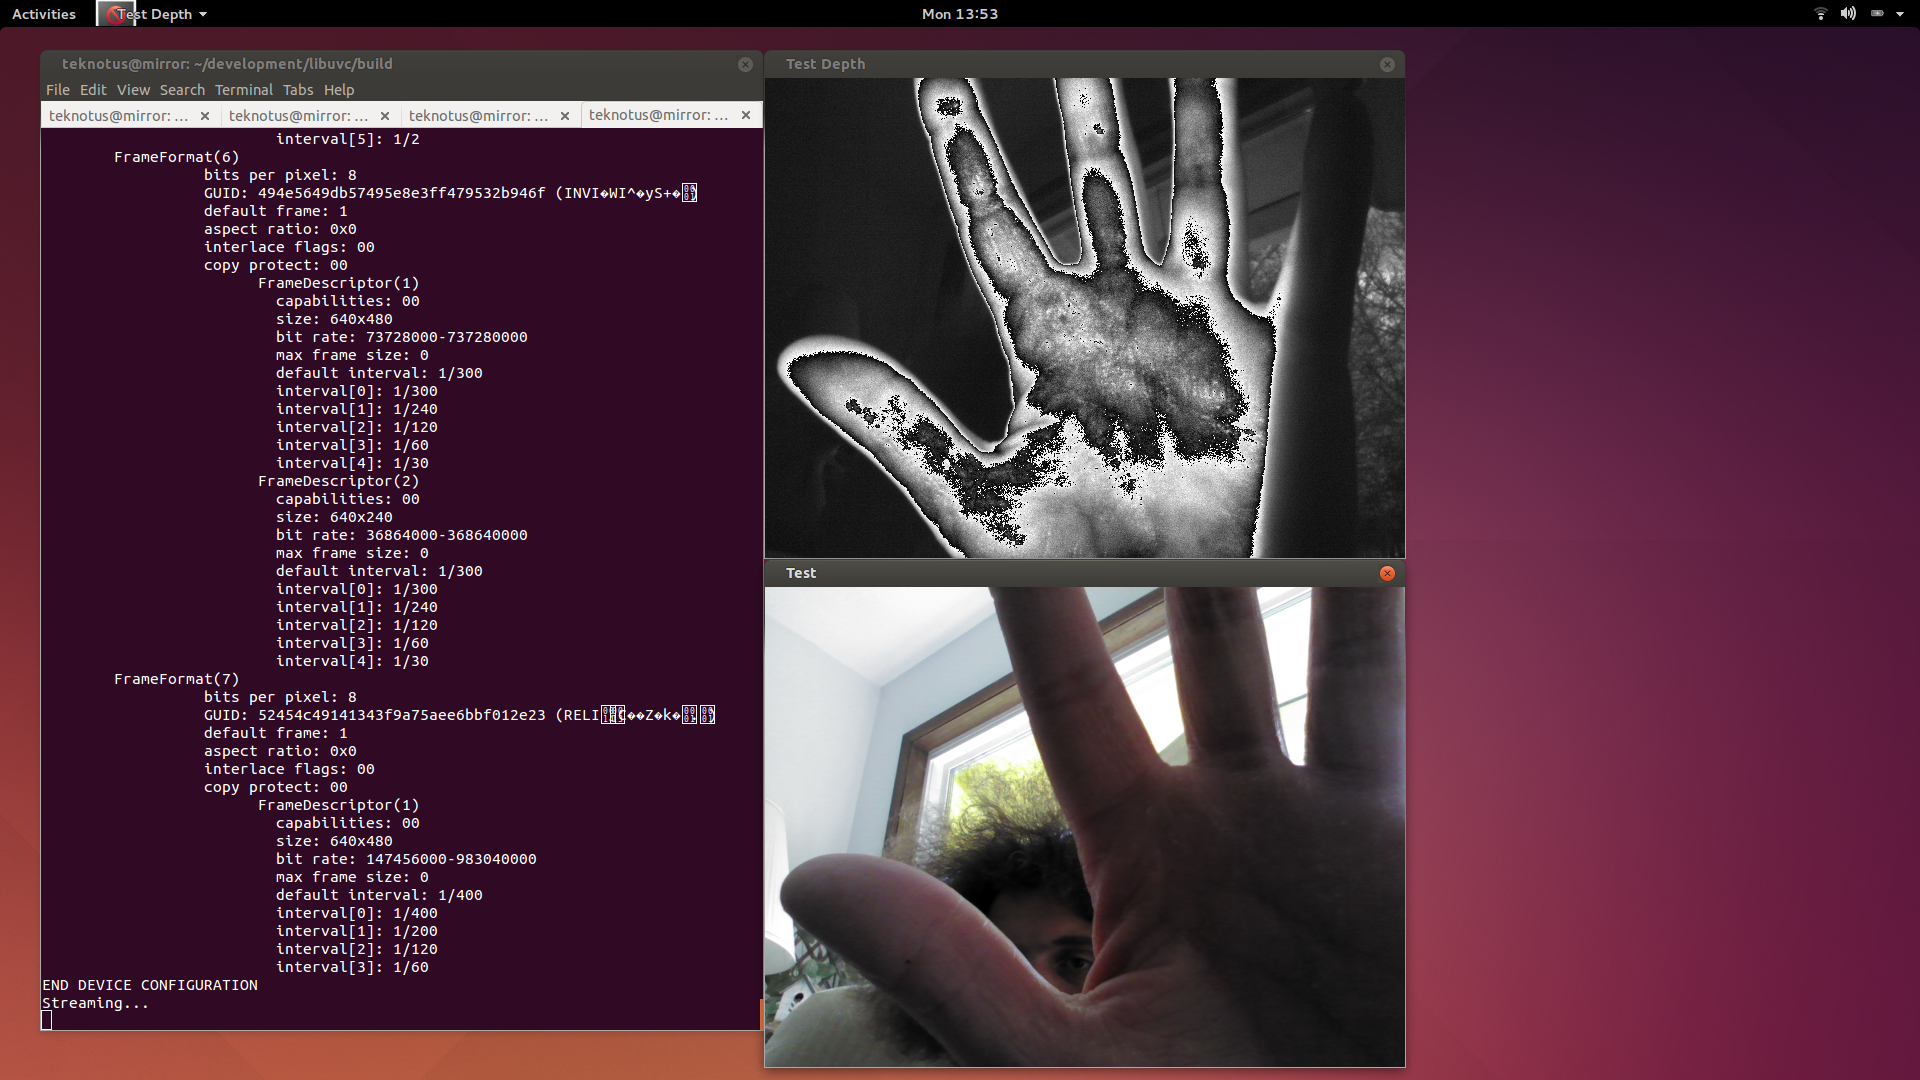 Activities
Test Depth
Mon 13:53
teknotus@mirror: ~/development/libuvc/build
File Edit View Search Terminal Tabs Help
teknotus@mirror: ... teknotus@mirror: ... teknotus@mirror: ... teknotus@mirror: ...
interval[5]: 1/2
FrameFormat(6)
bits per pixel: 8
GUID: 494e5649db57495e8e3ff479532b946f (INVI�WI^�yS+�
default frame: 1
aspect ratio: 0x0
interlace flags: 00
copy protect: 00
FrameDescriptor(1)
capabilities: 00
size: 640x480
bit rate: 73728000-737280000
max frame size: 0
default interval: 1/300
interval[0]: 1/300
interval[1]: 1/240
interval[2]: 1/120
interval[3]: 1/60
interval[4]: 1/30
FrameDescriptor(2)
capabilities: 00
size: 640x240
bit rate: 36864000-368640000
max frame size: 0
default interval: 1/300
interval[0]: 1/300
interval[1]: 1/240
interval[2]: 1/120
interval[3]: 1/60
interval[4]: 1/30
FrameFormat(7)
bits per pixel: 8
GUID: 52454c49141343f9a75aee6bbf012e23 (RELI
default frame: 1
aspect ratio: 0x0
interlace flags: 00
copy protect: 00
FrameDescriptor(1)
capabilities: 00
size: 640x480
bit rate: 147456000-983040000
max frame size: 0
default interval: 1/400
interval[0]: 1/400
interval[1]: 1/200
interval[2]: 1/120
interval[3]: 1/60
END DEVICE CONFIGURATION
Streaming...
Test Depth
Test